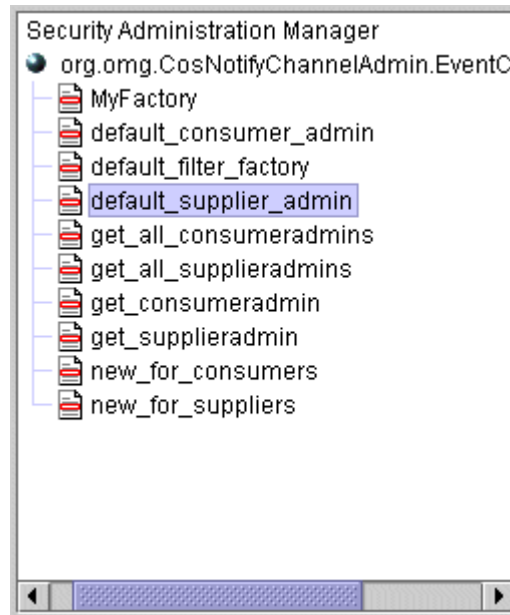 Security Administration Manager
org.omg.CosNotifyChannelAdmin.EventC
MyFactory
default_consumer_admin
default_filter_factory
default_supplier_admin
get_all_consumeradmins
get_all_supplieradmins
get_consumeradmin
get_supplieradmin
new_for_consumers
new_for_suppliers